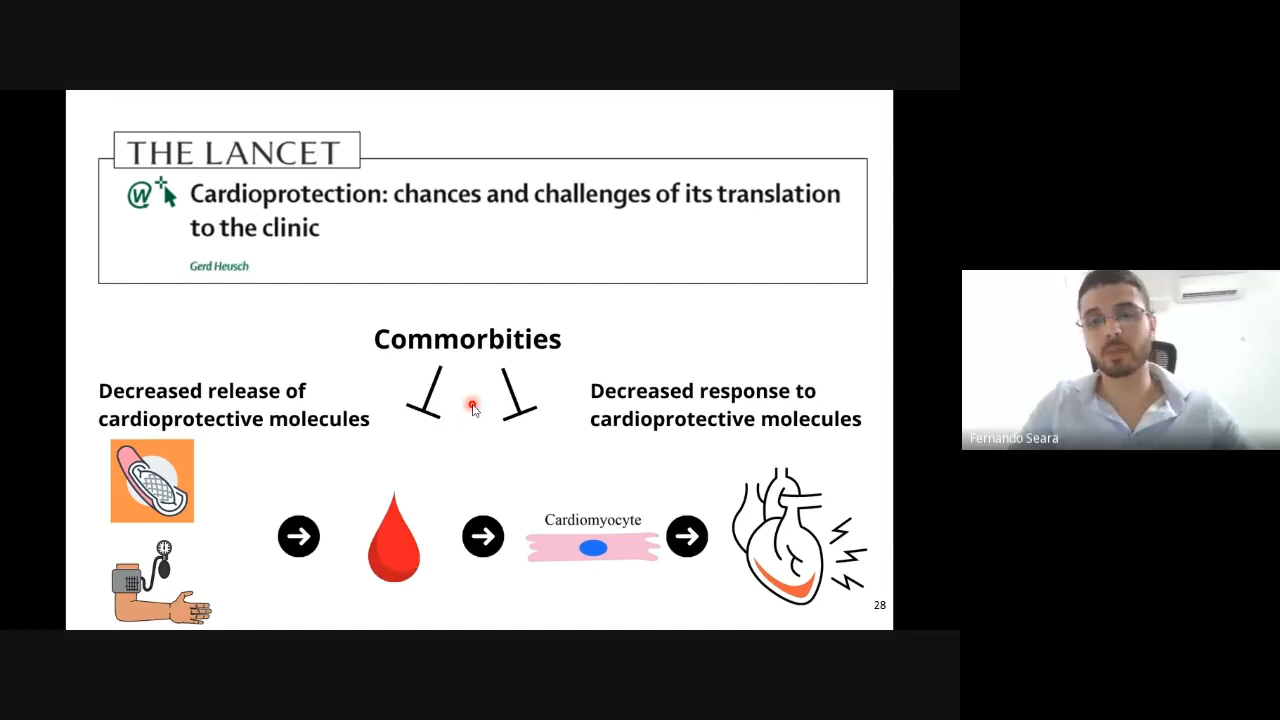 THE LANCET
Cardioprotection: chances and challenges of its translation
to the clinic
Gerd Heusch
Commorbities
Decreased release of
cardioprotective molecules
Decreased response to
cardioprotective molecules
Cardiomyocyte
28
Fernando Seara